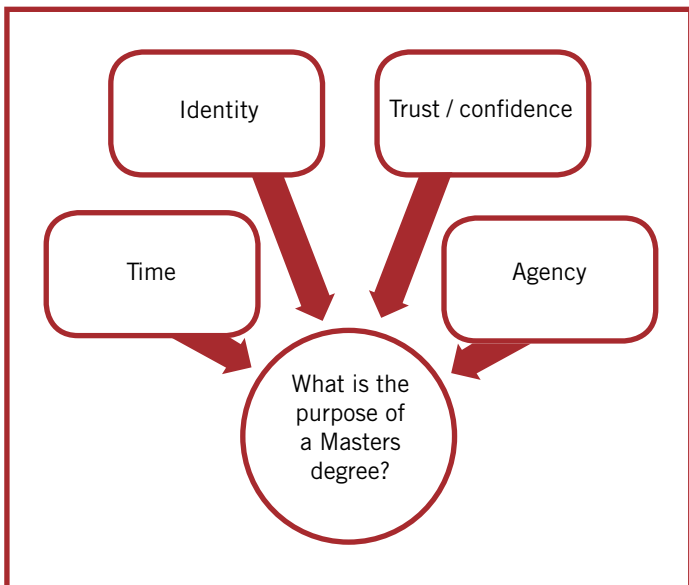 Identity
Trust / confidence
Time
Agency
What is the
purpose of
a Masters
degree?